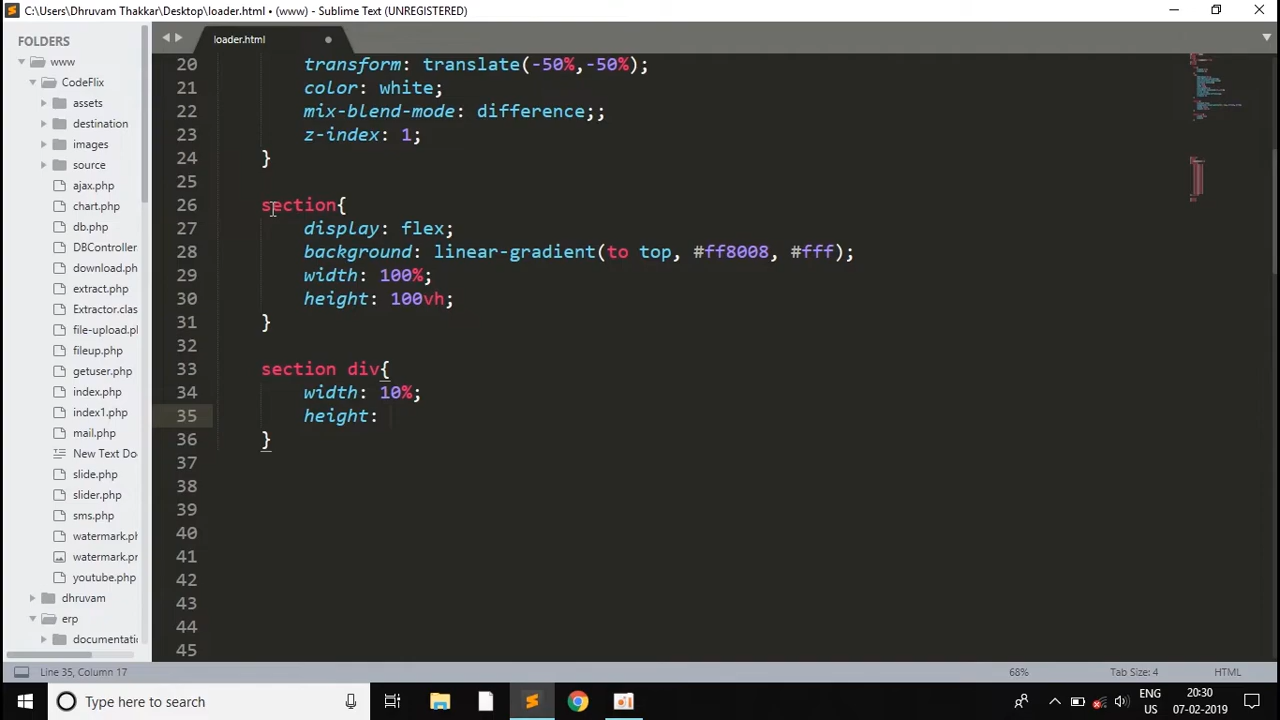 C:\Users\Dhruvam Thakkar\Desktop\loader.html • (www) - Sublime Text (UNREGISTERED)
FOLDERS
www
CodeFlix
assets
destination
images
source
ajax.php
chart.php
db.php
DBController
download.ph
extract.php
Extractor.clas
file-upload.pl
fileup.php
getuser.php
index.php
index1.php
mail.php
New Text Do
slide.php
slider.php
sms.php
watermark.ph
watermark.pr
youtube.php
dhruvam
erp
documentatic
loader.html
20 transform: translate(-50%,-50%);
21 color: white;
22 mix-blend-mode: difference;;
23 z-index: 1;
24 }
25
26 section{
27 display: flex;
28 background: linear-gradient(to top, #ff8008, #fff);
29 width: 100%;
30 height: 100vh;
31 }
32
33 section div{
34 width: 10%;
35 height:
36 }
37
38
39
40
41
42
43
44
45
Line 35, Column 17
68%
Tab Size: 4
HTML
Type here to search
ENG
US
20:30
07-02-2019